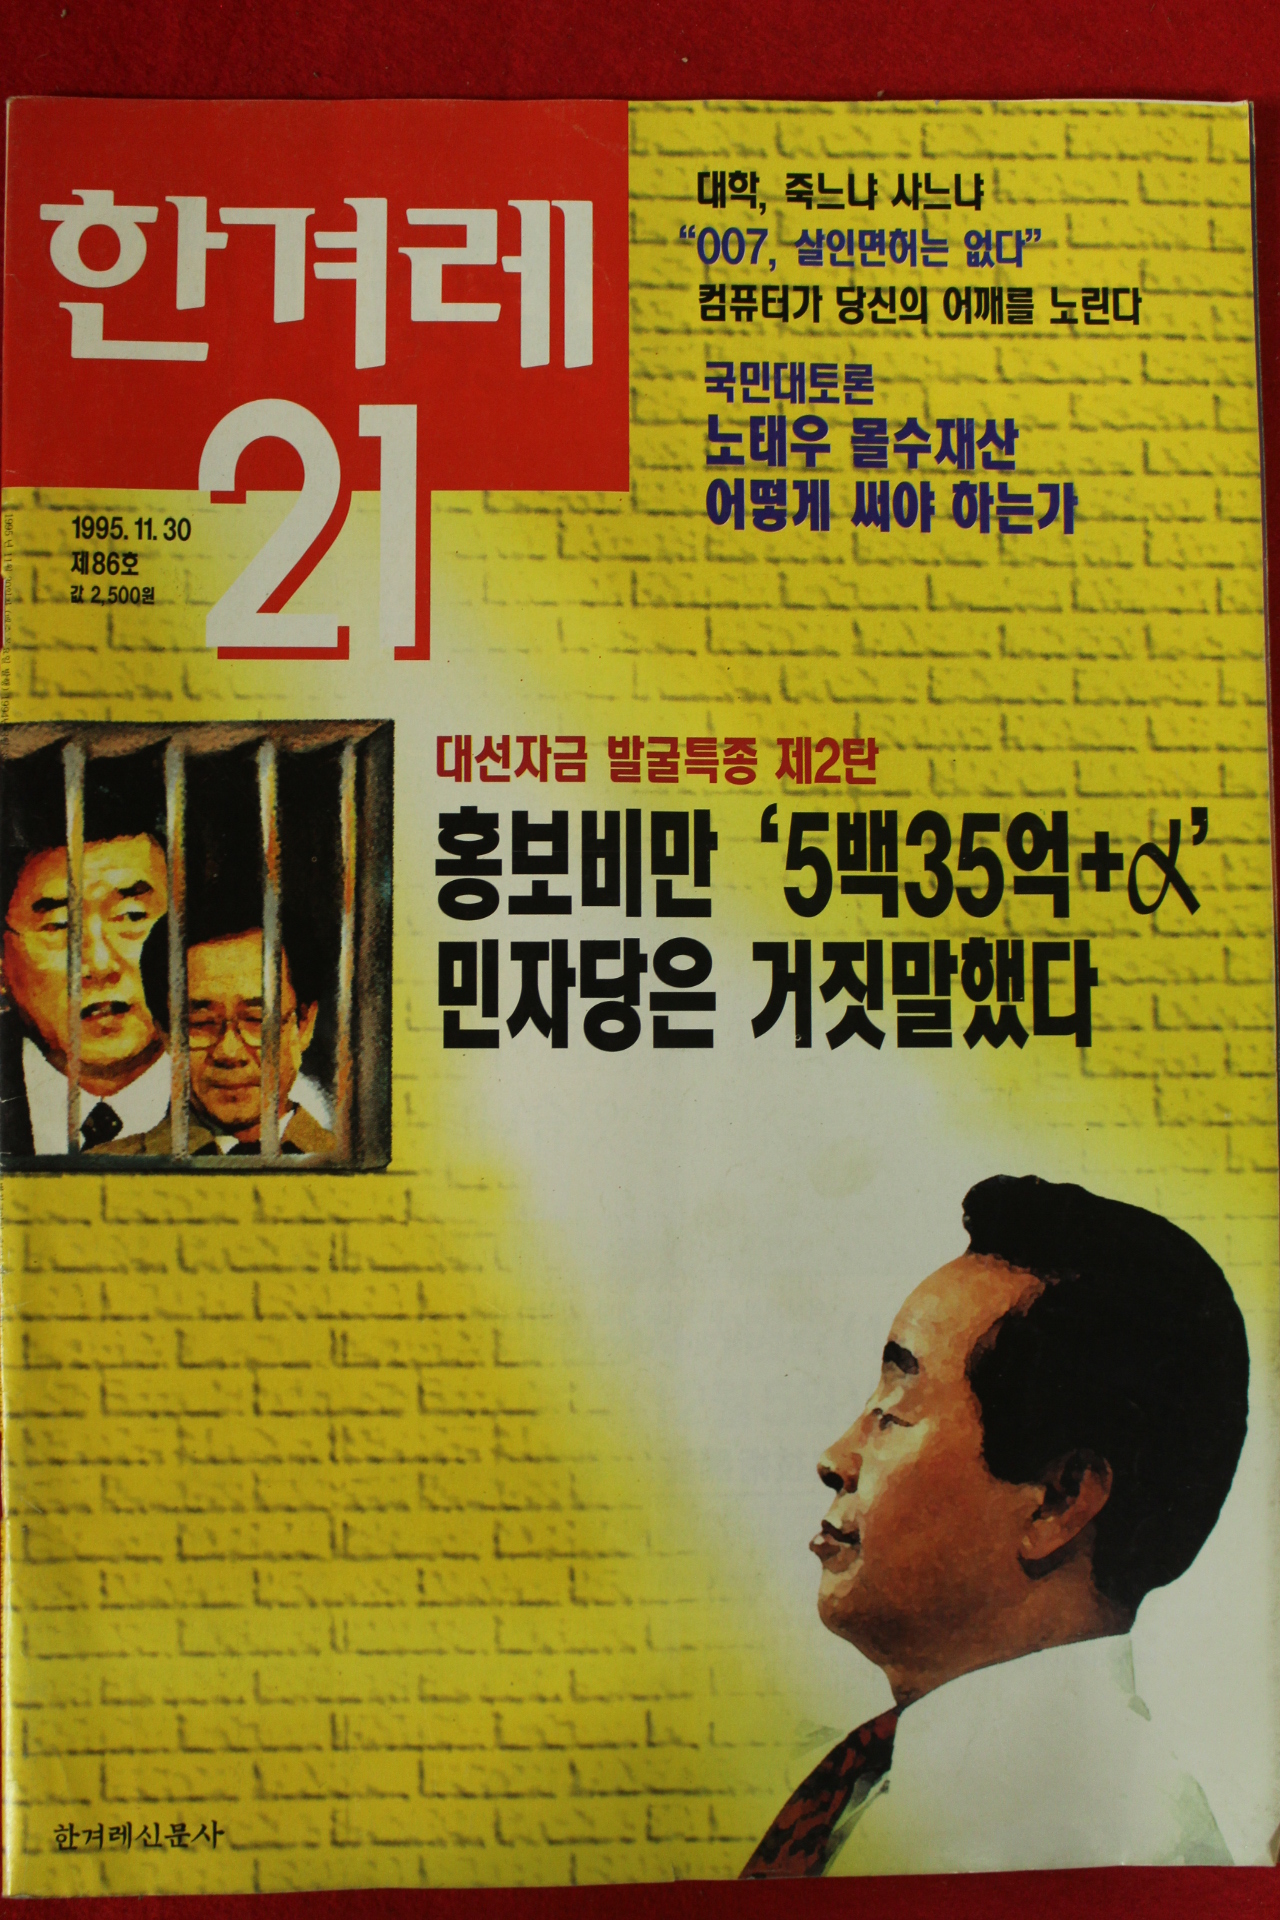 한겨레
21
1995. 11. 30
제86호
값 2,500원
대학, 죽느냐 사느냐
“007, 살인면허는 없다”
컴퓨터가 당신의 어깨를 노린다
국민대토론
노태우 몰수재산
어떻게 써야 하는가
대선자금 발굴특종 제2탄
홍보비만 ‘5백35억+α’
민자당은 거짓말했다
한겨레신문사